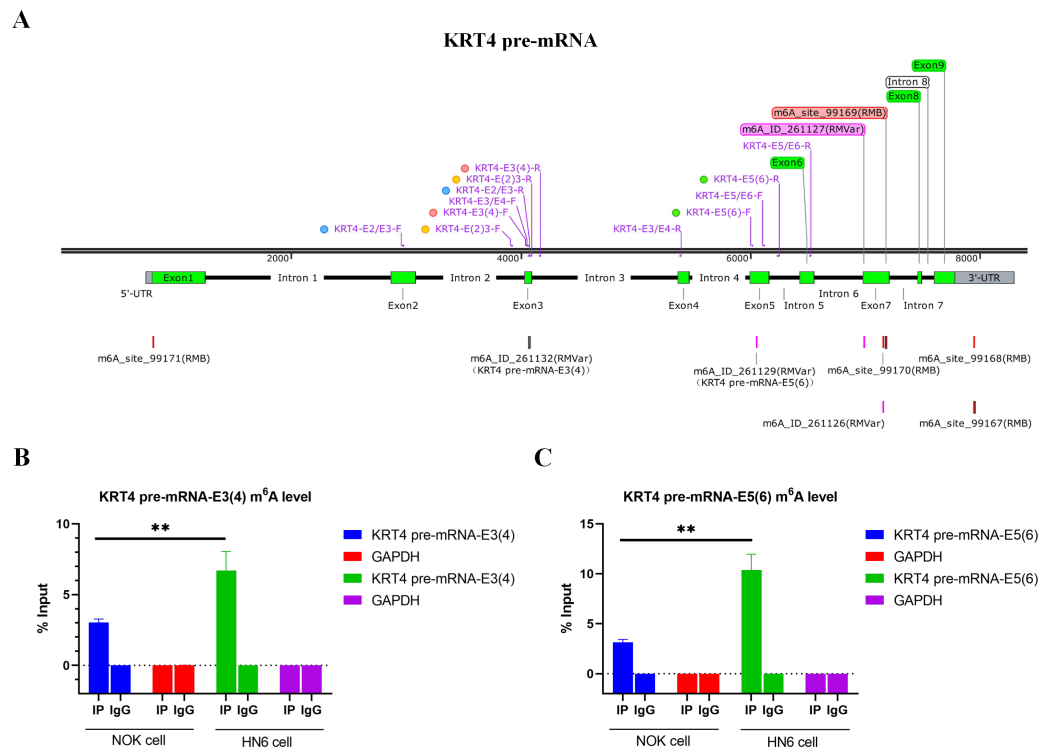 A
KRT4 pre-mRNA
Exon9
Intron 8
Exon8
m6A_site_99169(RMB)
m6A_ID_261127(RMVar)
KRT4-E5/E6-R
Exon6
KRT4-E3(4)-R
KRT4-E(2)3-R
KRT4-E5(6)-R
KRT4-E2/E3-R
KRT4-E3/E4-F
KRT4-E5/E6-F
KRT4-E3(4)-F
KRT4-E5(6)-F
KRT4-E2/E3-F
KRT4-E(2)3-F
KRT4-E3/E4-R
2000
4000
6000
8000
Exon1
Intron 1
Intron 2
Intron 3
Intron 4
3'-UTR
5'-UTR
Exon2
Exon3
Exon4
Exon5
Intron 5
Intron 6
Exon7
Intron 7
m6A_site_99171(RMB)
m6A_ID_261132(RMVar)
(KRT4 pre-mRNA-E3(4))
m6A_ID_261129(RMVar)
(KRT4 pre-mRNA-E5(6))
m6A_site_99170(RMB)
m6A_site_99168(RMB)
m6A_ID_261126(RMVar)
m6A_site_99167(RMB)
B
KRT4 pre-mRNA-E3(4) m⁶A level
% Input
10
5
0
**
IP IgG IP IgG IP IgG IP IgG
NOK cell
HN6 cell
KRT4 pre-mRNA-E3(4)
GAPDH
KRT4 pre-mRNA-E3(4)
GAPDH
C
KRT4 pre-mRNA-E5(6) m⁶A level
% Input
15
10
5
0
**
IP IgG IP IgG IP IgG IP IgG
NOK cell
HN6 cell
KRT4 pre-mRNA-E5(6)
GAPDH
KRT4 pre-mRNA-E5(6)
GAPDH